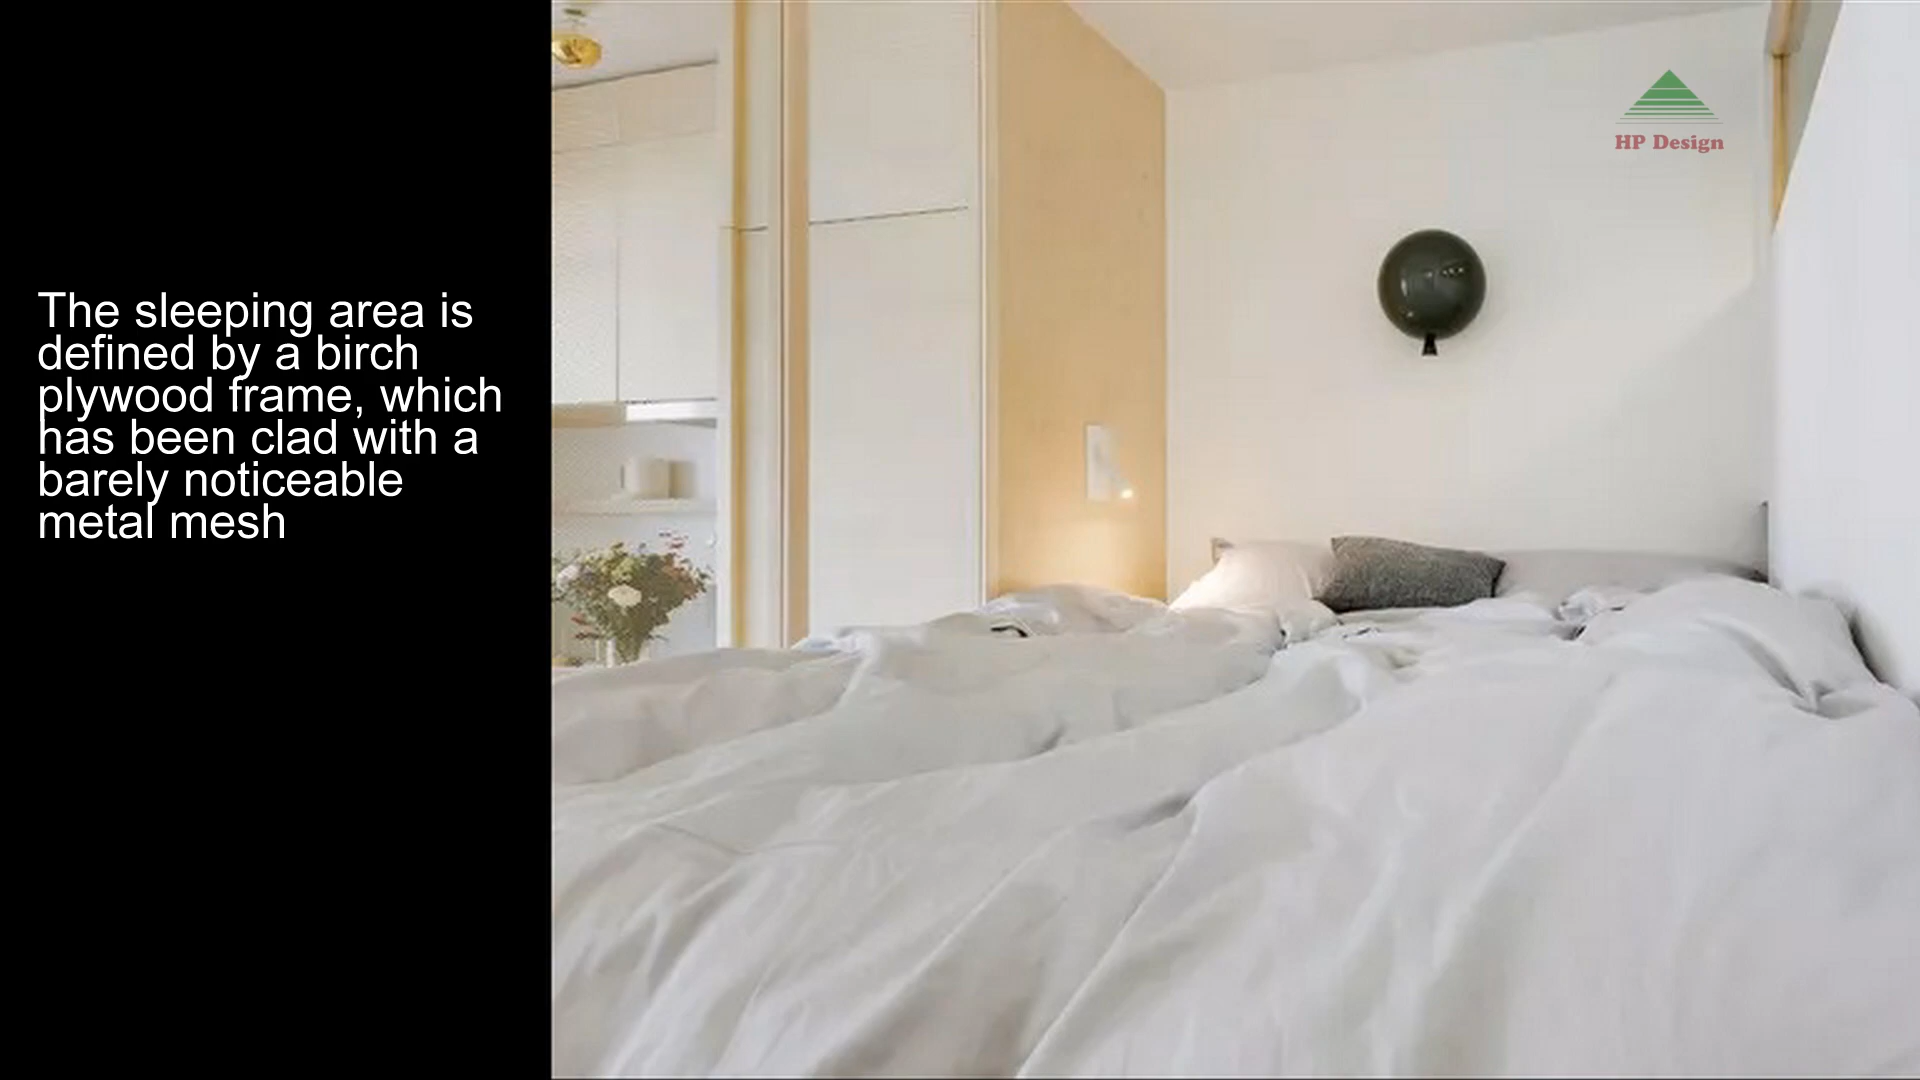 The sleeping area is
defined by a birch
plywood frame, which
has been clad with a
barely noticeable
metal mesh
HP Design